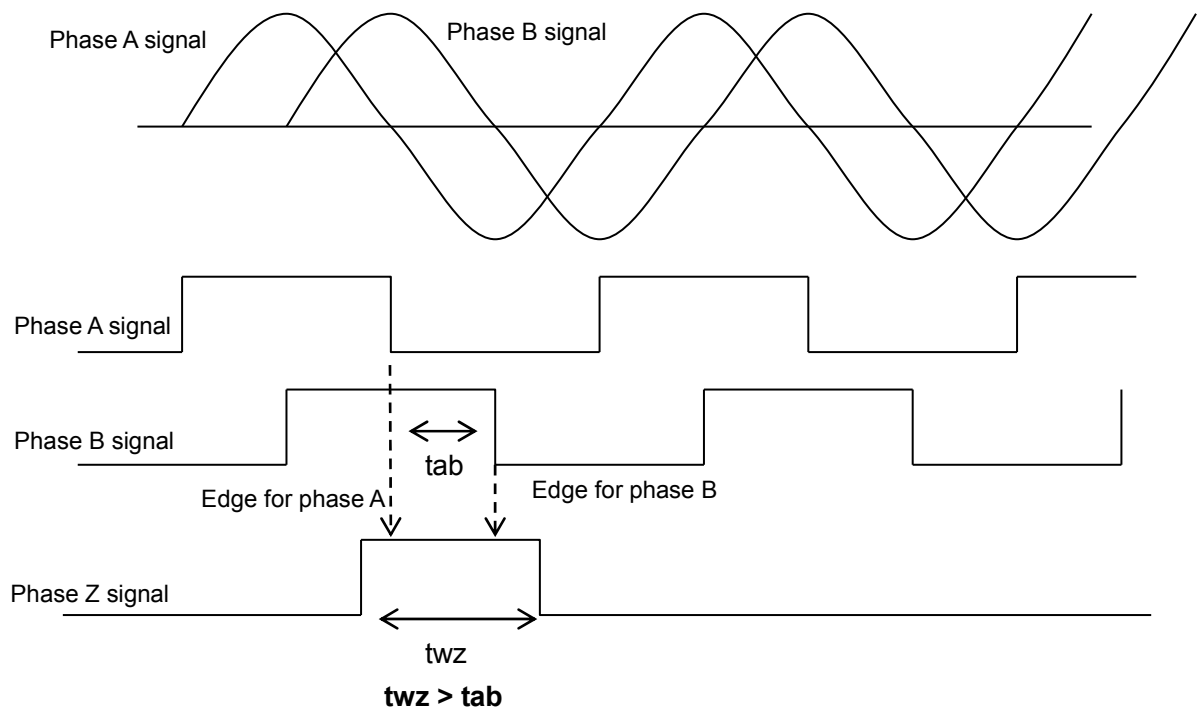 Phase A signal
Phase B signal
Phase A signal
Phase B signal
tab
Edge for phase A
Edge for phase B
Phase Z signal
twz
twz > tab